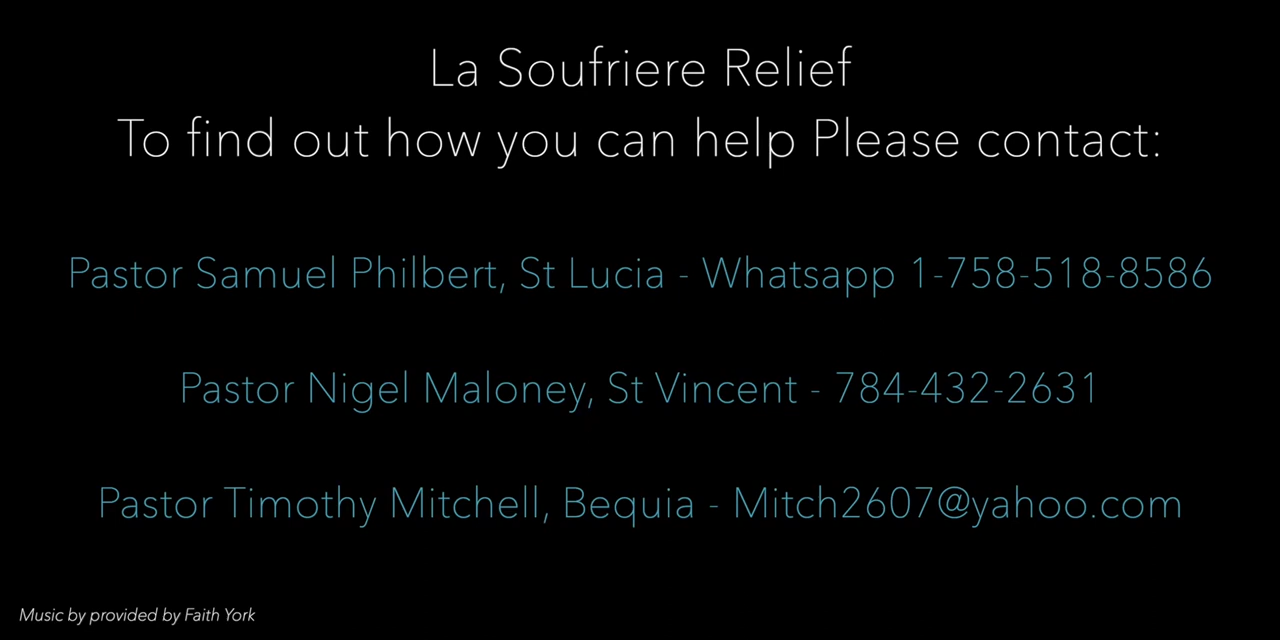 La Soufriere Relief
To find out how you can help Please contact:
Pastor Samuel Philbert, St Lucia - Whatsapp 1-758-518-8586
Pastor Nigel Maloney, St Vincent - 784-432-2631
Pastor Timothy Mitchell, Bequia - Mitch2607@yahoo.com
Music by provided by Faith York